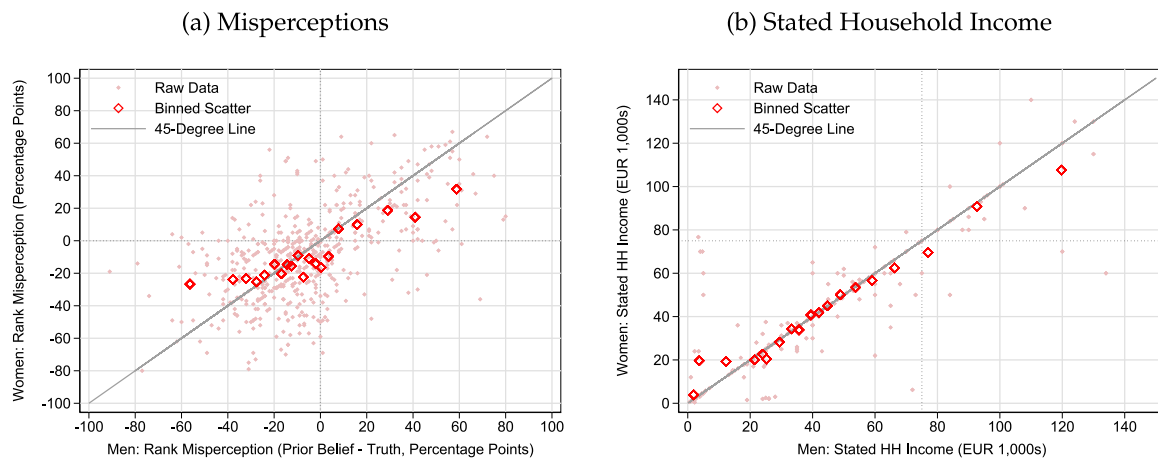 (a) Misperceptions
Women: Rank Misperception (Percentage Points)
100
80
60
40
20
0
-20
-40
-60
-80
-100
Raw Data
Binned Scatter
45-Degree Line
-100 -80 -60 -40 -20 0 20 40 60 80 100
Men: Rank Misperception (Prior Belief - Truth, Percentage Points)
(b) Stated Household Income
Women: Stated HH Income (EUR 1,000s)
140
120
100
80
60
40
20
0
Raw Data
Binned Scatter
45-Degree Line
0 20 40 60 80 100 120 140
Men: Stated HH Income (EUR 1,000s)